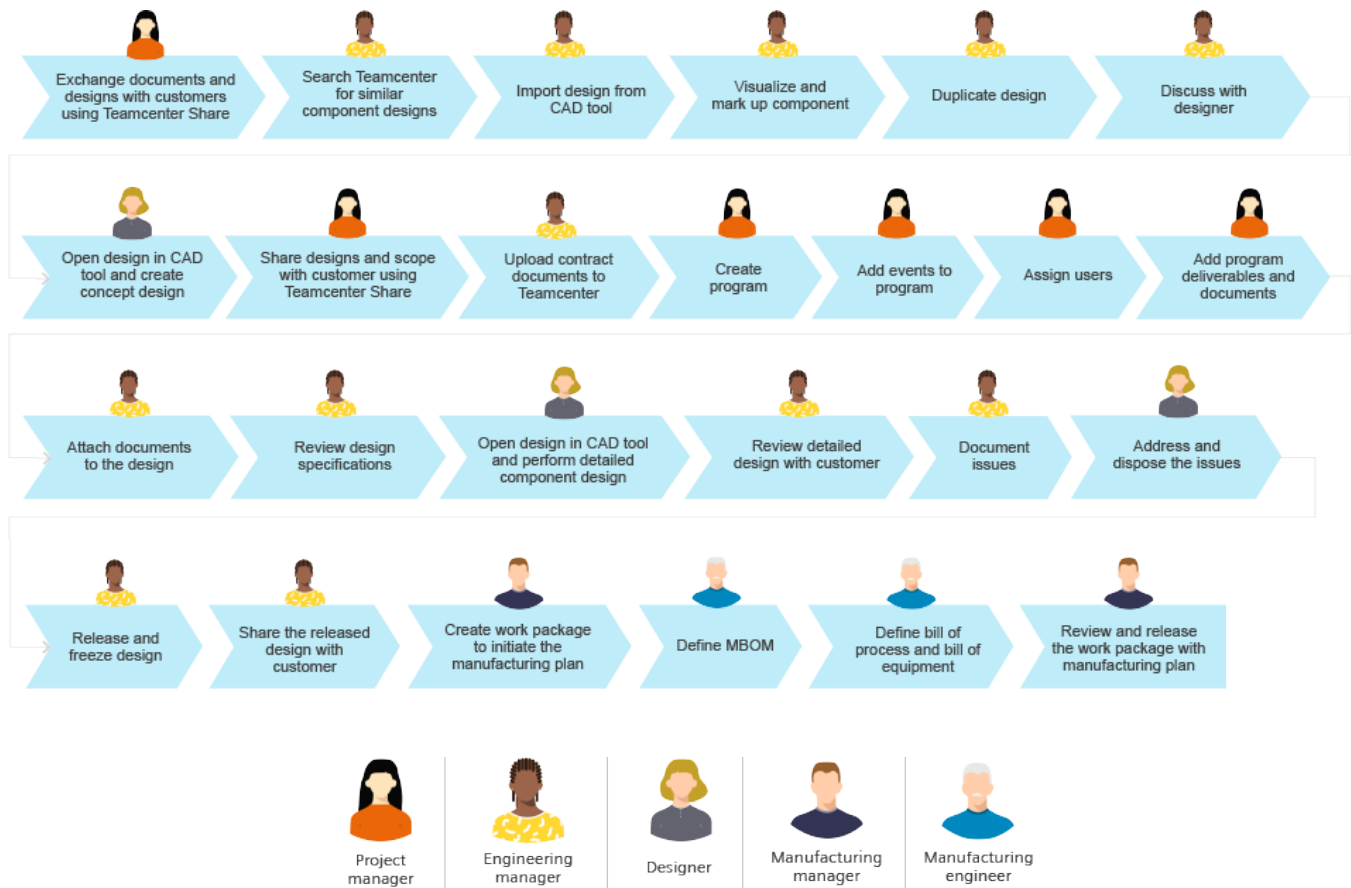 Exchange documents and
designs with customers
using Teamcenter Share
Search Teamcenter
for similar
component designs
Import design from
CAD tool
Visualize and
mark up component
Duplicate design
Discuss with
designer
Open design in CAD
tool and create
concept design
Share designs and scope
with customer using
Teamcenter Share
Upload contract
documents to
Teamcenter
Create
program
Add events to
program
Assign users
Add program
deliverables and
documents
Attach documents
to the design
Review design
specifications
Open design in CAD tool
and perform detailed
component design
Review detailed
design with customer
Document
issues
Address and
dispose the issues
Release and
freeze design
Share the released
design with
customer
Create work package
to initiate the
manufacturing plan
Define MBOM
Define bill of
process and bill of
equipment
Review and release
the work package with
manufacturing plan
Project
manager
Engineering
manager
Designer
Manufacturing
manager
Manufacturing
engineer